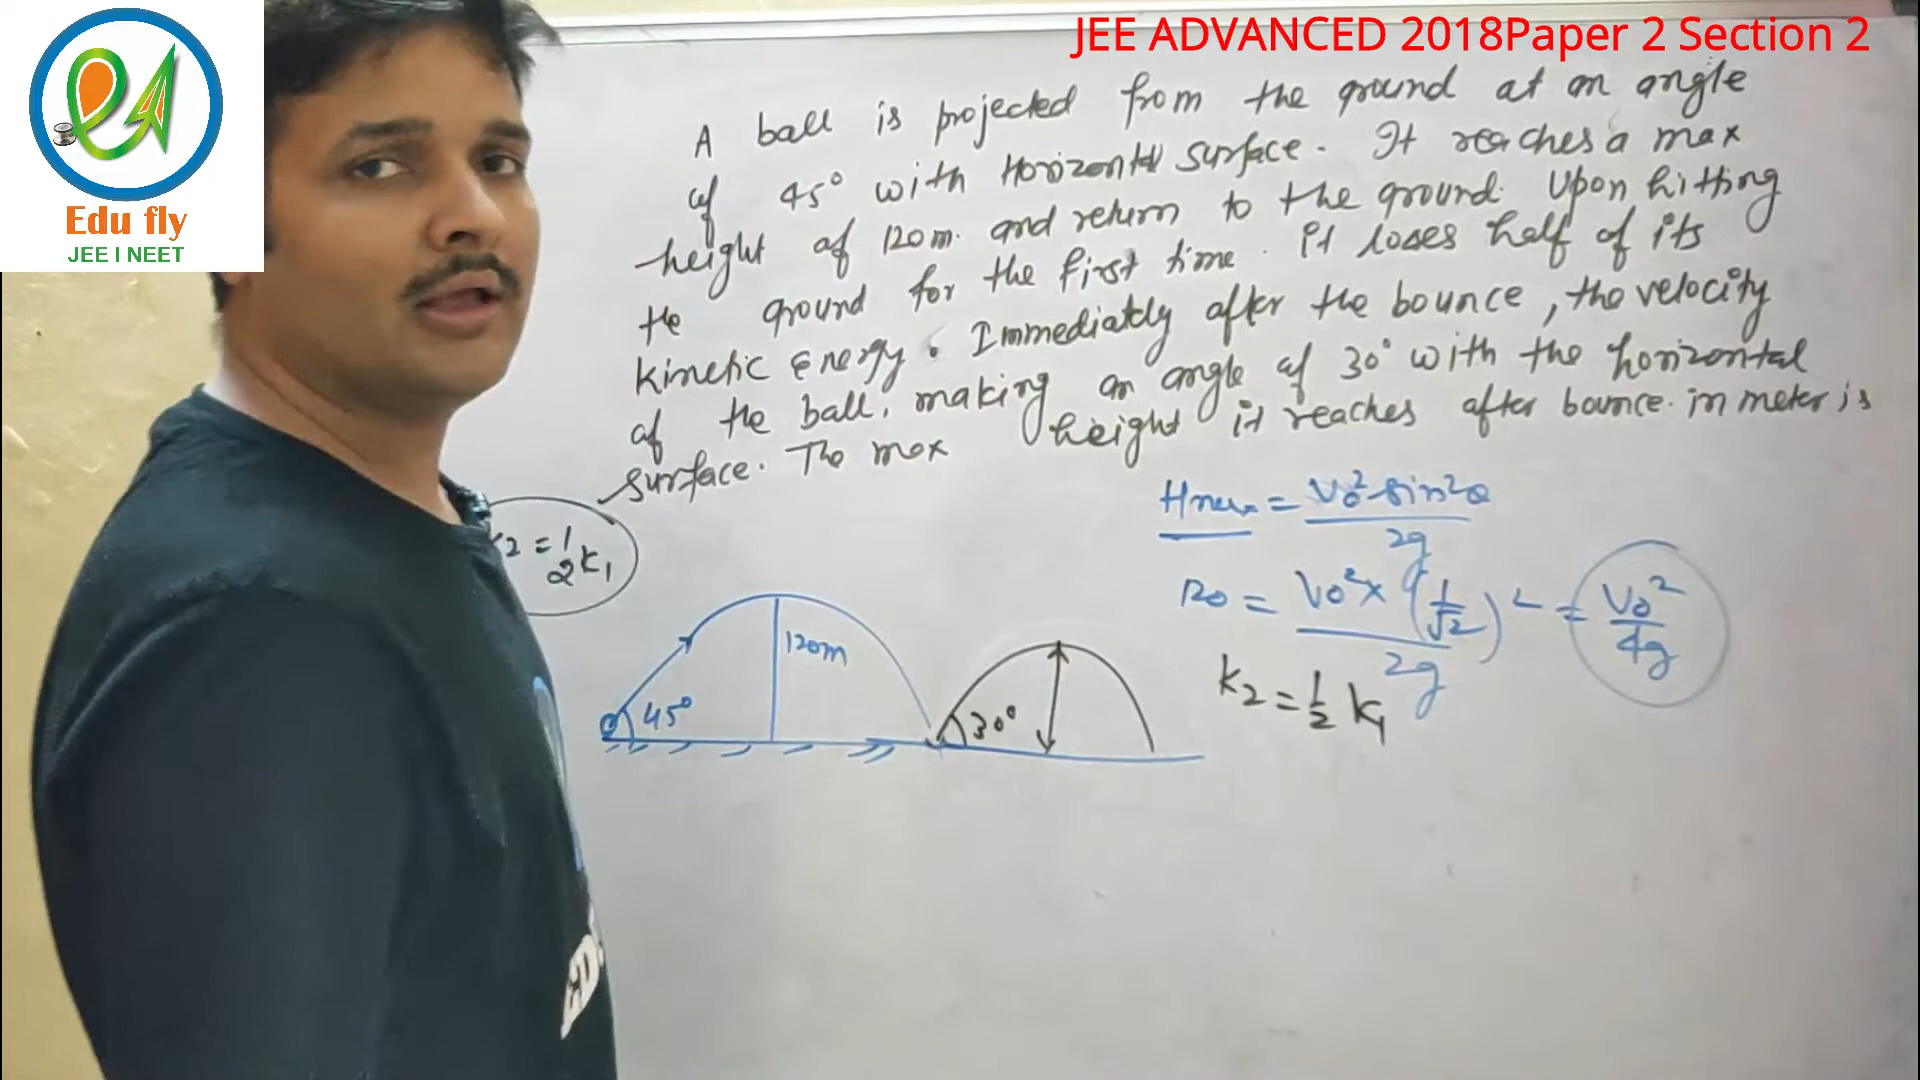 JEE ADVANCED 2018Paper 2 Section 2
Edu fly
JEE I NEET
A ball is projected from the ground at an angle
of 45° with Horizontal surface. It reaches a max
height of 120m. and return to the ground. Upon hitting
the ground for the first time. it loses half of its
kinetic Energy. Immediately after the bounce, the velocity
of the ball. making an angle of 30° with the horizontal
surface. The max height it reaches after bounce. in meter is
Hmax = V₀² sin²θ / 2g
120 = V₀² × (1/√2)² / 2g = V₀² / 4g
K₂ = 1/2 K₁
2 = 1/2 K₁
120m
45°
30°